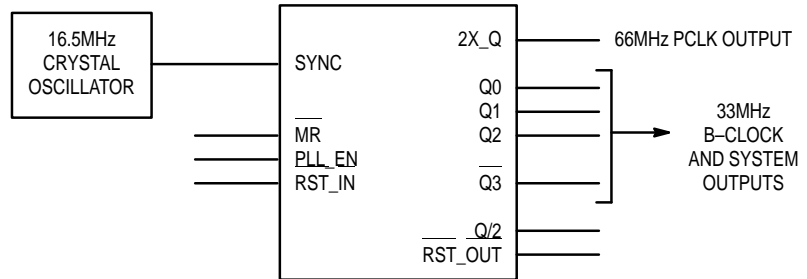 16.5MHz
CRYSTAL
OSCILLATOR
SYNC
MR
PLL_EN
RST_IN
2X_Q
Q0
Q1
Q2
Q3
Q/2
RST_OUT
66MHz PCLK OUTPUT
33MHz
B–CLOCK
AND SYSTEM
OUTPUTS